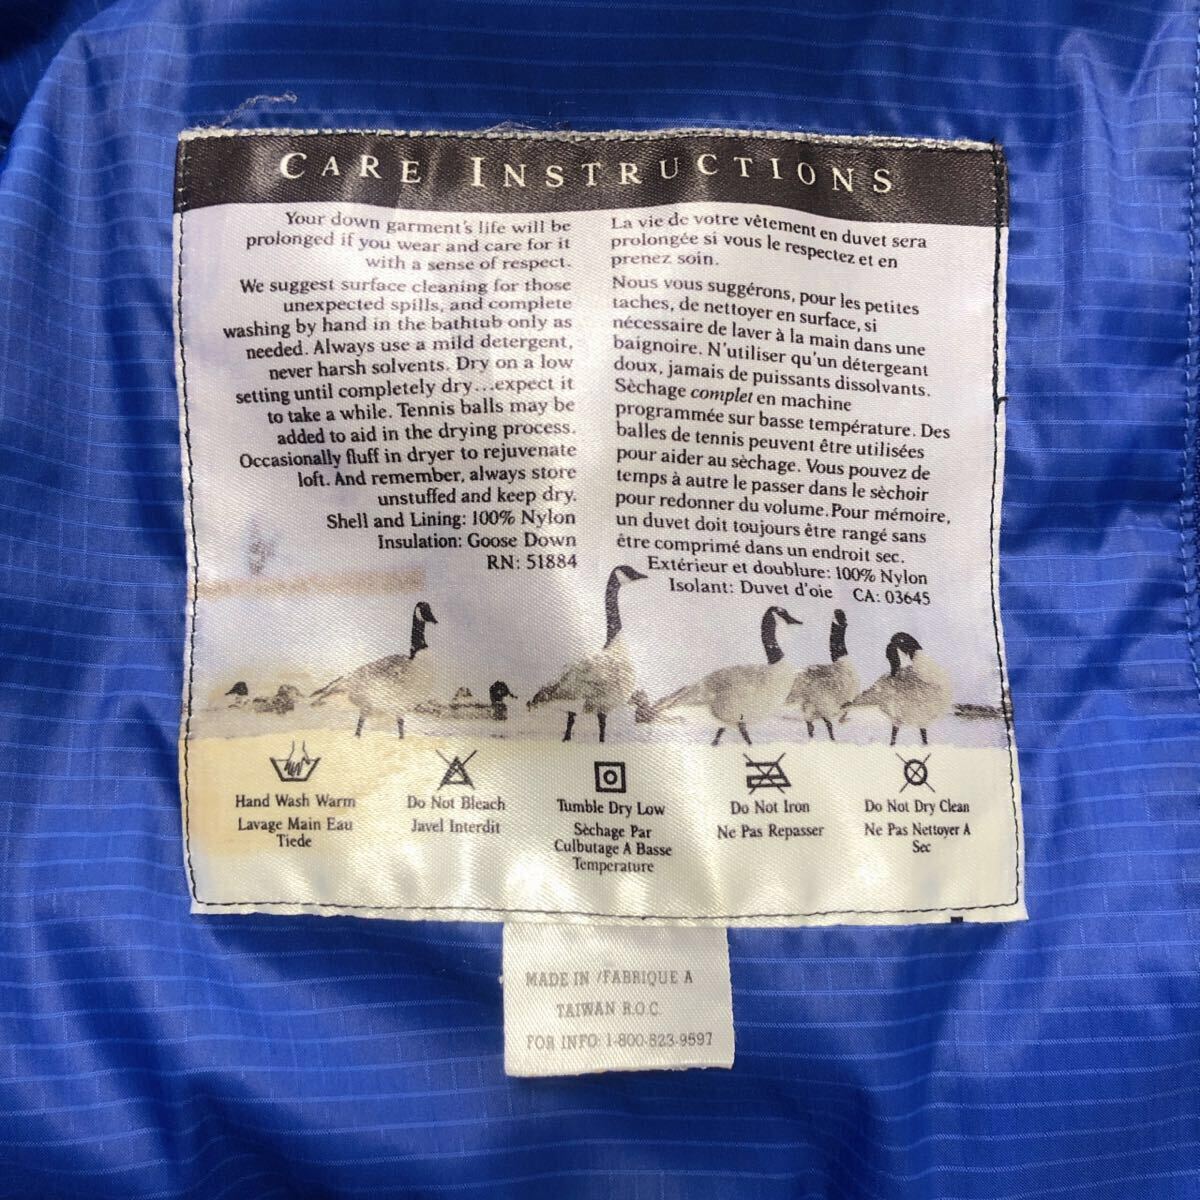 CARE INSTRUCTIONS
Your down garment's life will be
prolonged if you wear and care for it
with a sense of respect.
We suggest surface cleaning for those
unexpected spills, and complete
washing by hand in the bathtub only as
needed. Always use a mild detergent,
never harsh solvents. Dry on a low
setting until completely dry...expect it
to take a while. Tennis balls may be
added to aid in the drying process.
Occasionally fluff in dryer to rejuvenate
loft. And remember, always store
unstuffed and keep dry.
Shell and Lining: 100% Nylon
Insulation: Goose Down
RN: 51884
La vie de votre vêtement en duvet sera
prolongée si vous le respectez et en
prenez soin.
Nous vous suggérons, pour les petites
taches, de nettoyer en surface, si
nécessaire de laver à la main dans une
baignoire. N'utiliser qu'un détergeant
doux, jamais de puissants dissolvants.
Sèchage complet en machine
programmée sur basse température. Des
balles de tennis peuvent être utilisées
pour aider au sèchage. Vous pouvez de
temps à autre le passer dans le sèchoir
pour redonner du volume. Pour mémoire,
un duvet doit toujours être rangé sans
être comprimé dans un endroit sec.
Extérieur et doublure: 100% Nylon
Isolant: Duvet d'oie CA: 03645
Hand Wash Warm
Lavage Main Eau
Tiede
Do Not Bleach
Javel Interdit
Tumble Dry Low
Sèchage Par
Culbutage A Basse
Temperature
Do Not Iron
Ne Pas Repasser
Do Not Dry Clean
Ne Pas Nettoyer A
Sec
MADE IN /FABRIQUE A
TAIWAN R.O.C.
FOR INFO: 1-800-823-9597